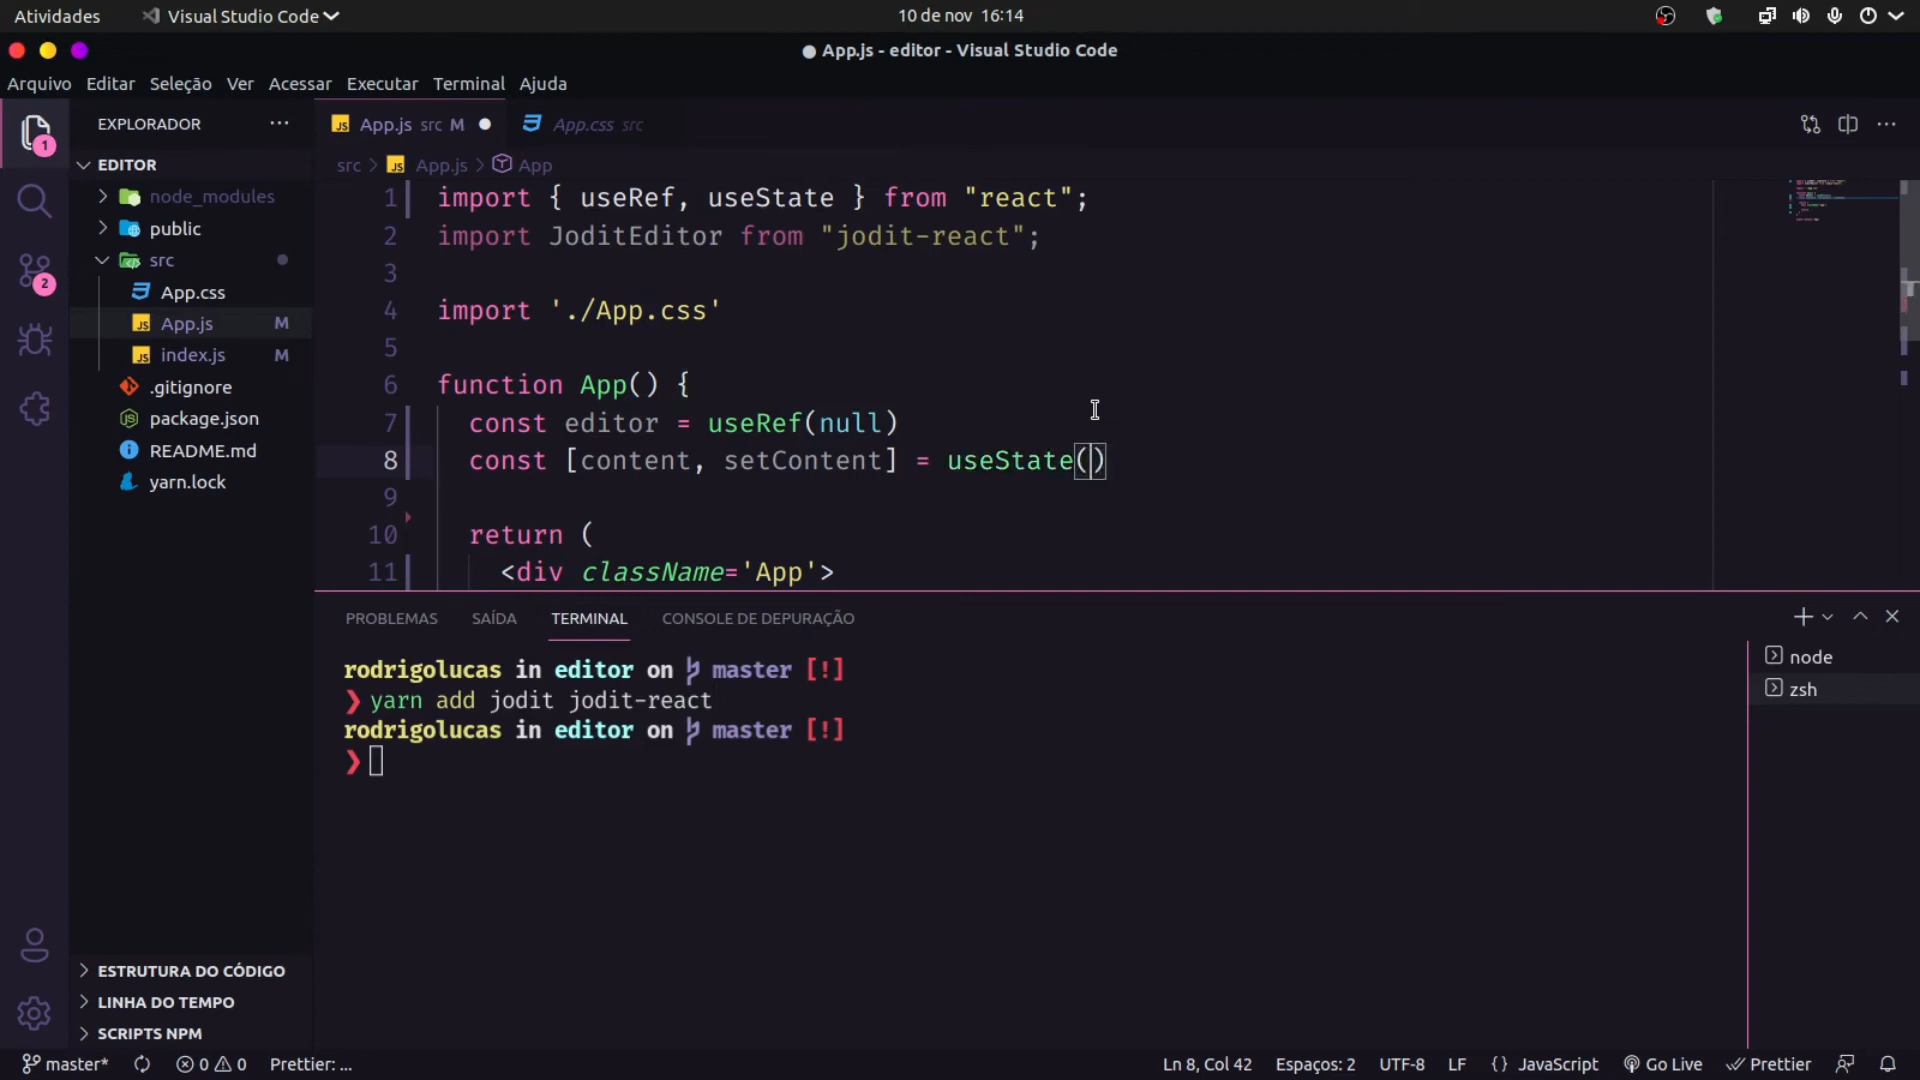 Atividades
Visual Studio Code
10 de nov 16:14
● App.js - editor - Visual Studio Code
Arquivo Editar Seleção Ver Acessar Executar Terminal Ajuda
EXPLORADOR ···
EDITOR
node_modules
public
src
App.css
App.js M
index.js M
.gitignore
package.json
README.md
yarn.lock
ESTRUTURA DO CÓDIGO
LINHA DO TEMPO
SCRIPTS NPM
1
2
JS App.js src M ●
App.css src
src > JS App.js > App
1 import { useRef, useState } from "react";
2 import JoditEditor from "jodit-react";
3
4 import './App.css'
5
6 function App() {
7 const editor = useRef(null)
8 const [content, setContent] = useState()
9
10 return (
11 <div className='App'>
PROBLEMAS SAÍDA TERMINAL CONSOLE DE DEPURAÇÃO
rodrigolucas in editor on master [!]
❯ yarn add jodit jodit-react
rodrigolucas in editor on master [!]
❯
node
zsh
master* 0 0 Prettier: ...
Ln 8, Col 42 Espaços: 2 UTF-8 LF {} JavaScript Go Live Prettier